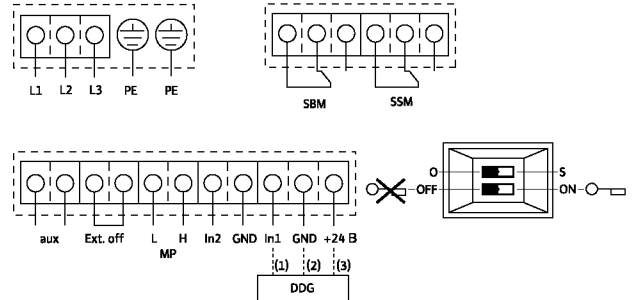 L1 L2 L3 PE PE
SBM SSM
O S
OFF ON
aux Ext. off L H In2 GND In1 GND +24 B
MP
(1) (2) (3)
DDG